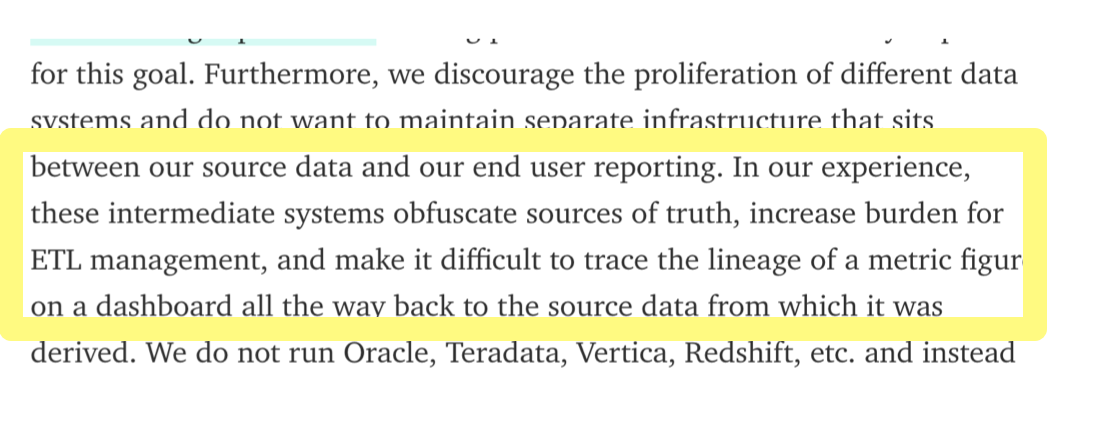 for this goal. Furthermore, we discourage the proliferation of different data
systems and do not want to maintain separate infrastructure that sits
between our source data and our end user reporting. In our experience,
these intermediate systems obfuscate sources of truth, increase burden for
ETL management, and make it difficult to trace the lineage of a metric figur
on a dashboard all the way back to the source data from which it was
derived. We do not run Oracle, Teradata, Vertica, Redshift, etc. and instead